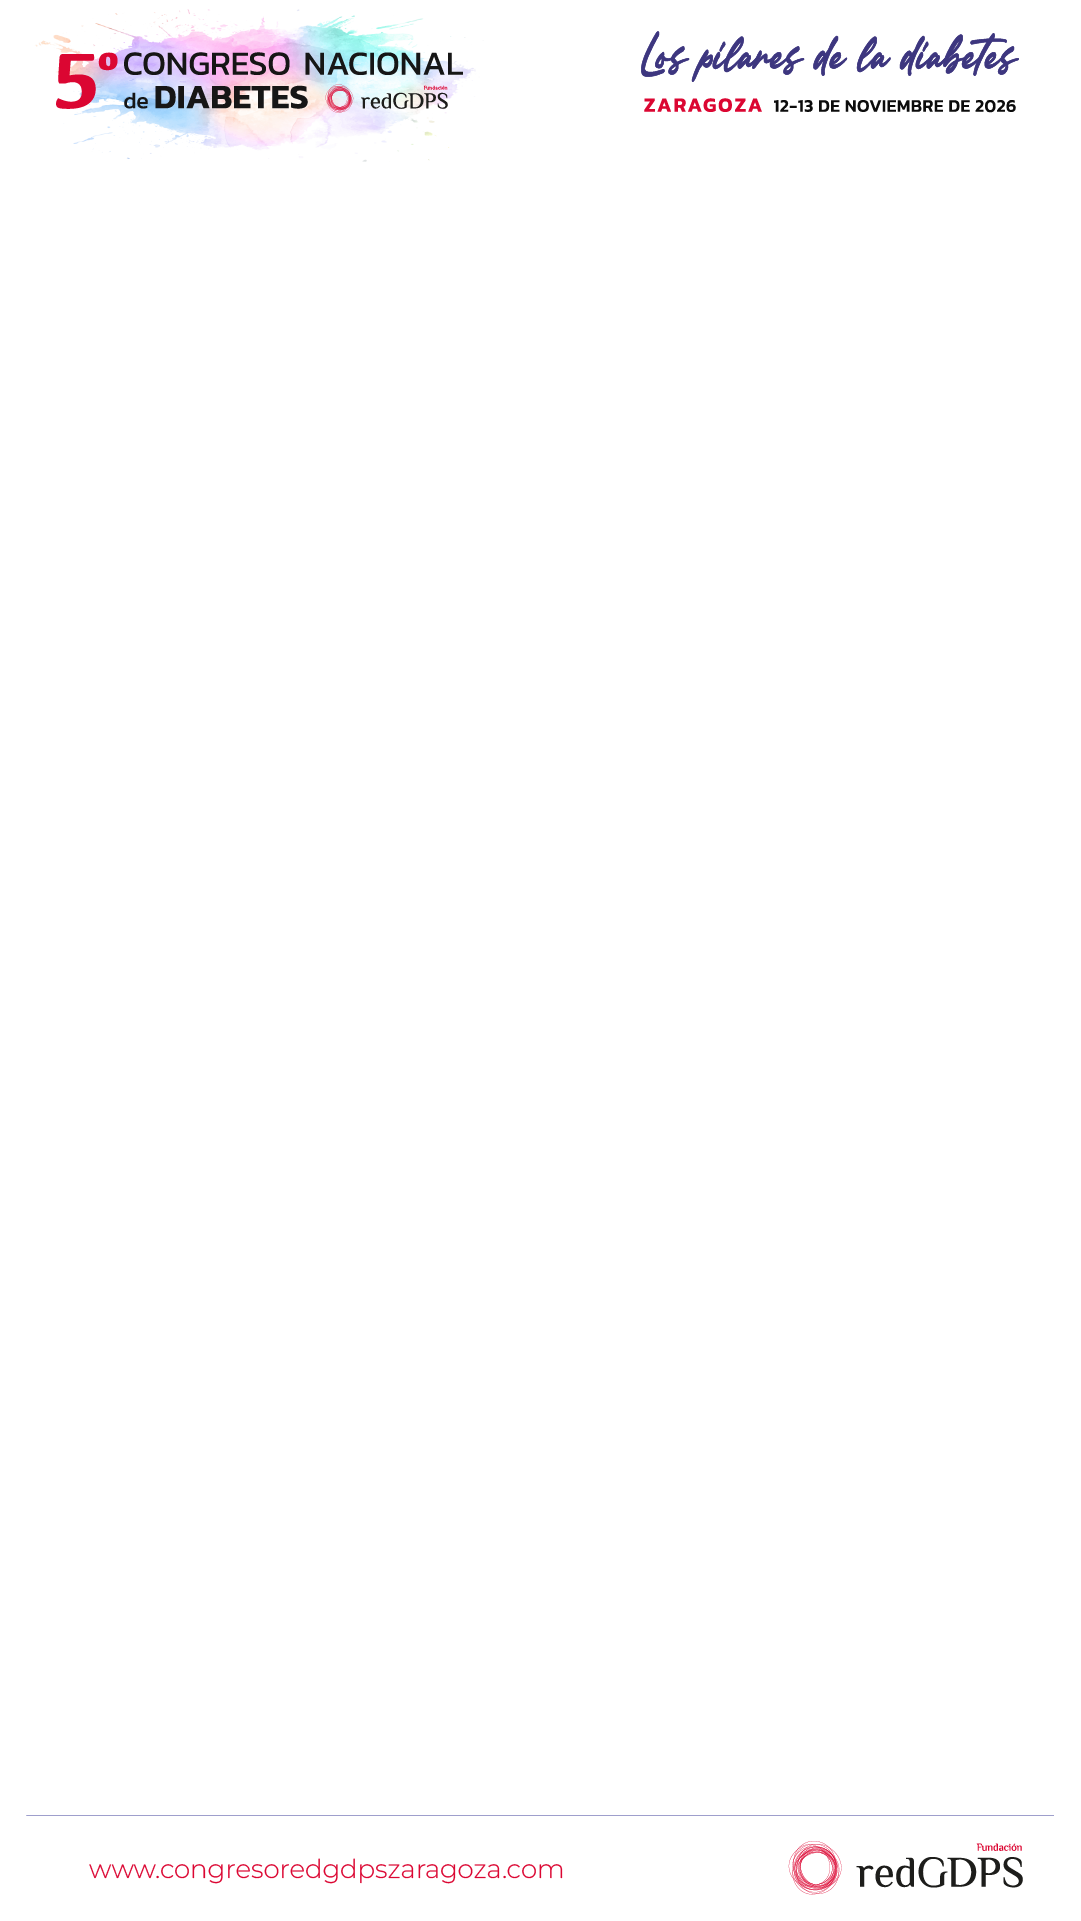 5º CONGRESO NACIONAL
de DIABETES Fundación redGDPS
Los pilares de la diabetes
ZARAGOZA 12-13 DE NOVIEMBRE DE 2026
www.congresoredgdpszaragoza.com
Fundación
redGDPS